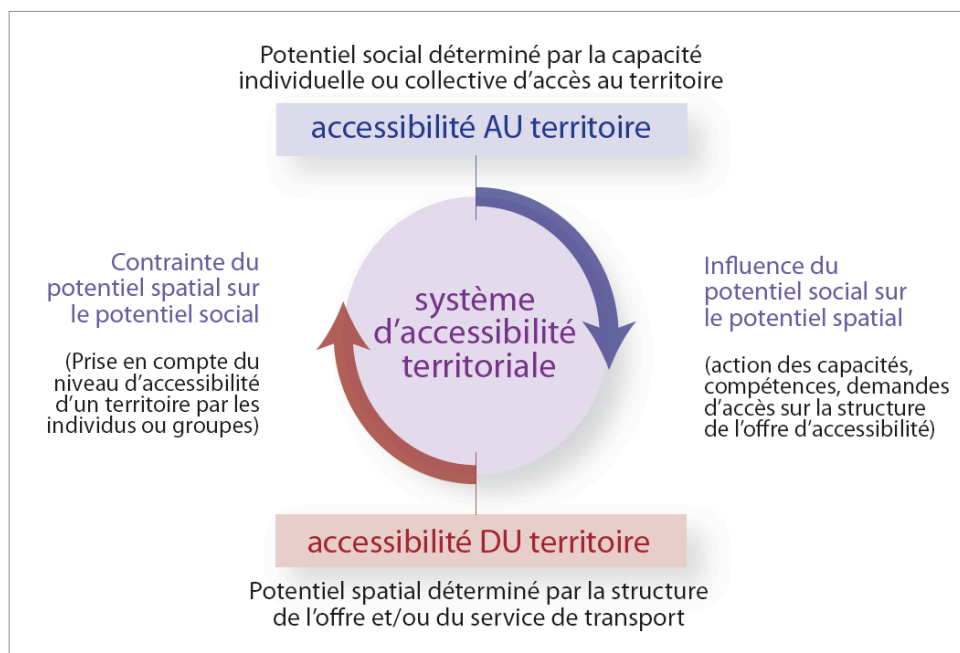 Potentiel social déterminé par la capacité
individuelle ou collective d’accès au territoire
accessibilité AU territoire
Contrainte du
potentiel spatial sur
le potentiel social
(Prise en compte du
niveau d’accessibilité
d’un territoire par les
individus ou groupes)
système
d’accessibilité
territoriale
Influence du
potentiel social sur
le potentiel spatial
(action des capacités,
compétences, demandes
d’accès sur la structure
de l’offre d’accessibilité)
accessibilité DU territoire
Potentiel spatial déterminé par la structure
de l’offre et/ou du service de transport